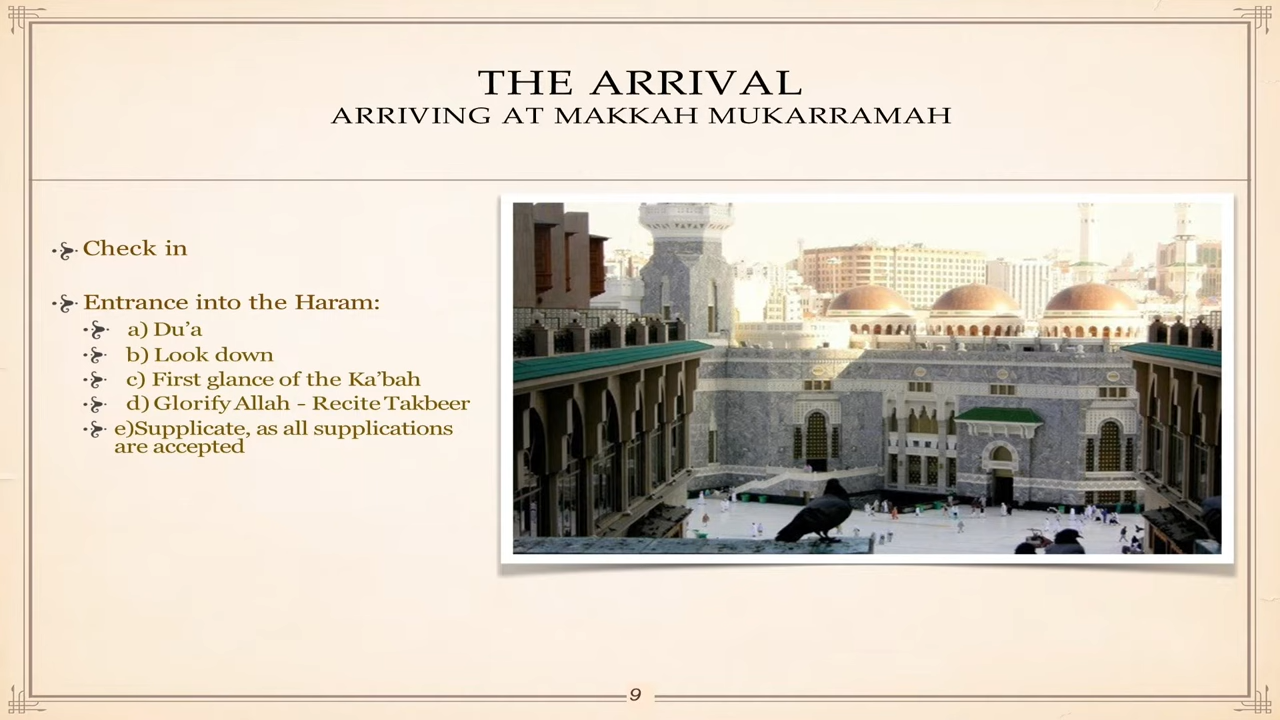 THE ARRIVAL
ARRIVING AT MAKKAH MUKARRAMAH
Check in
Entrance into the Haram:
a) Du’a
b) Look down
c) First glance of the Ka’bah
d) Glorify Allah - Recite Takbeer
e)Supplicate, as all supplications
are accepted
9